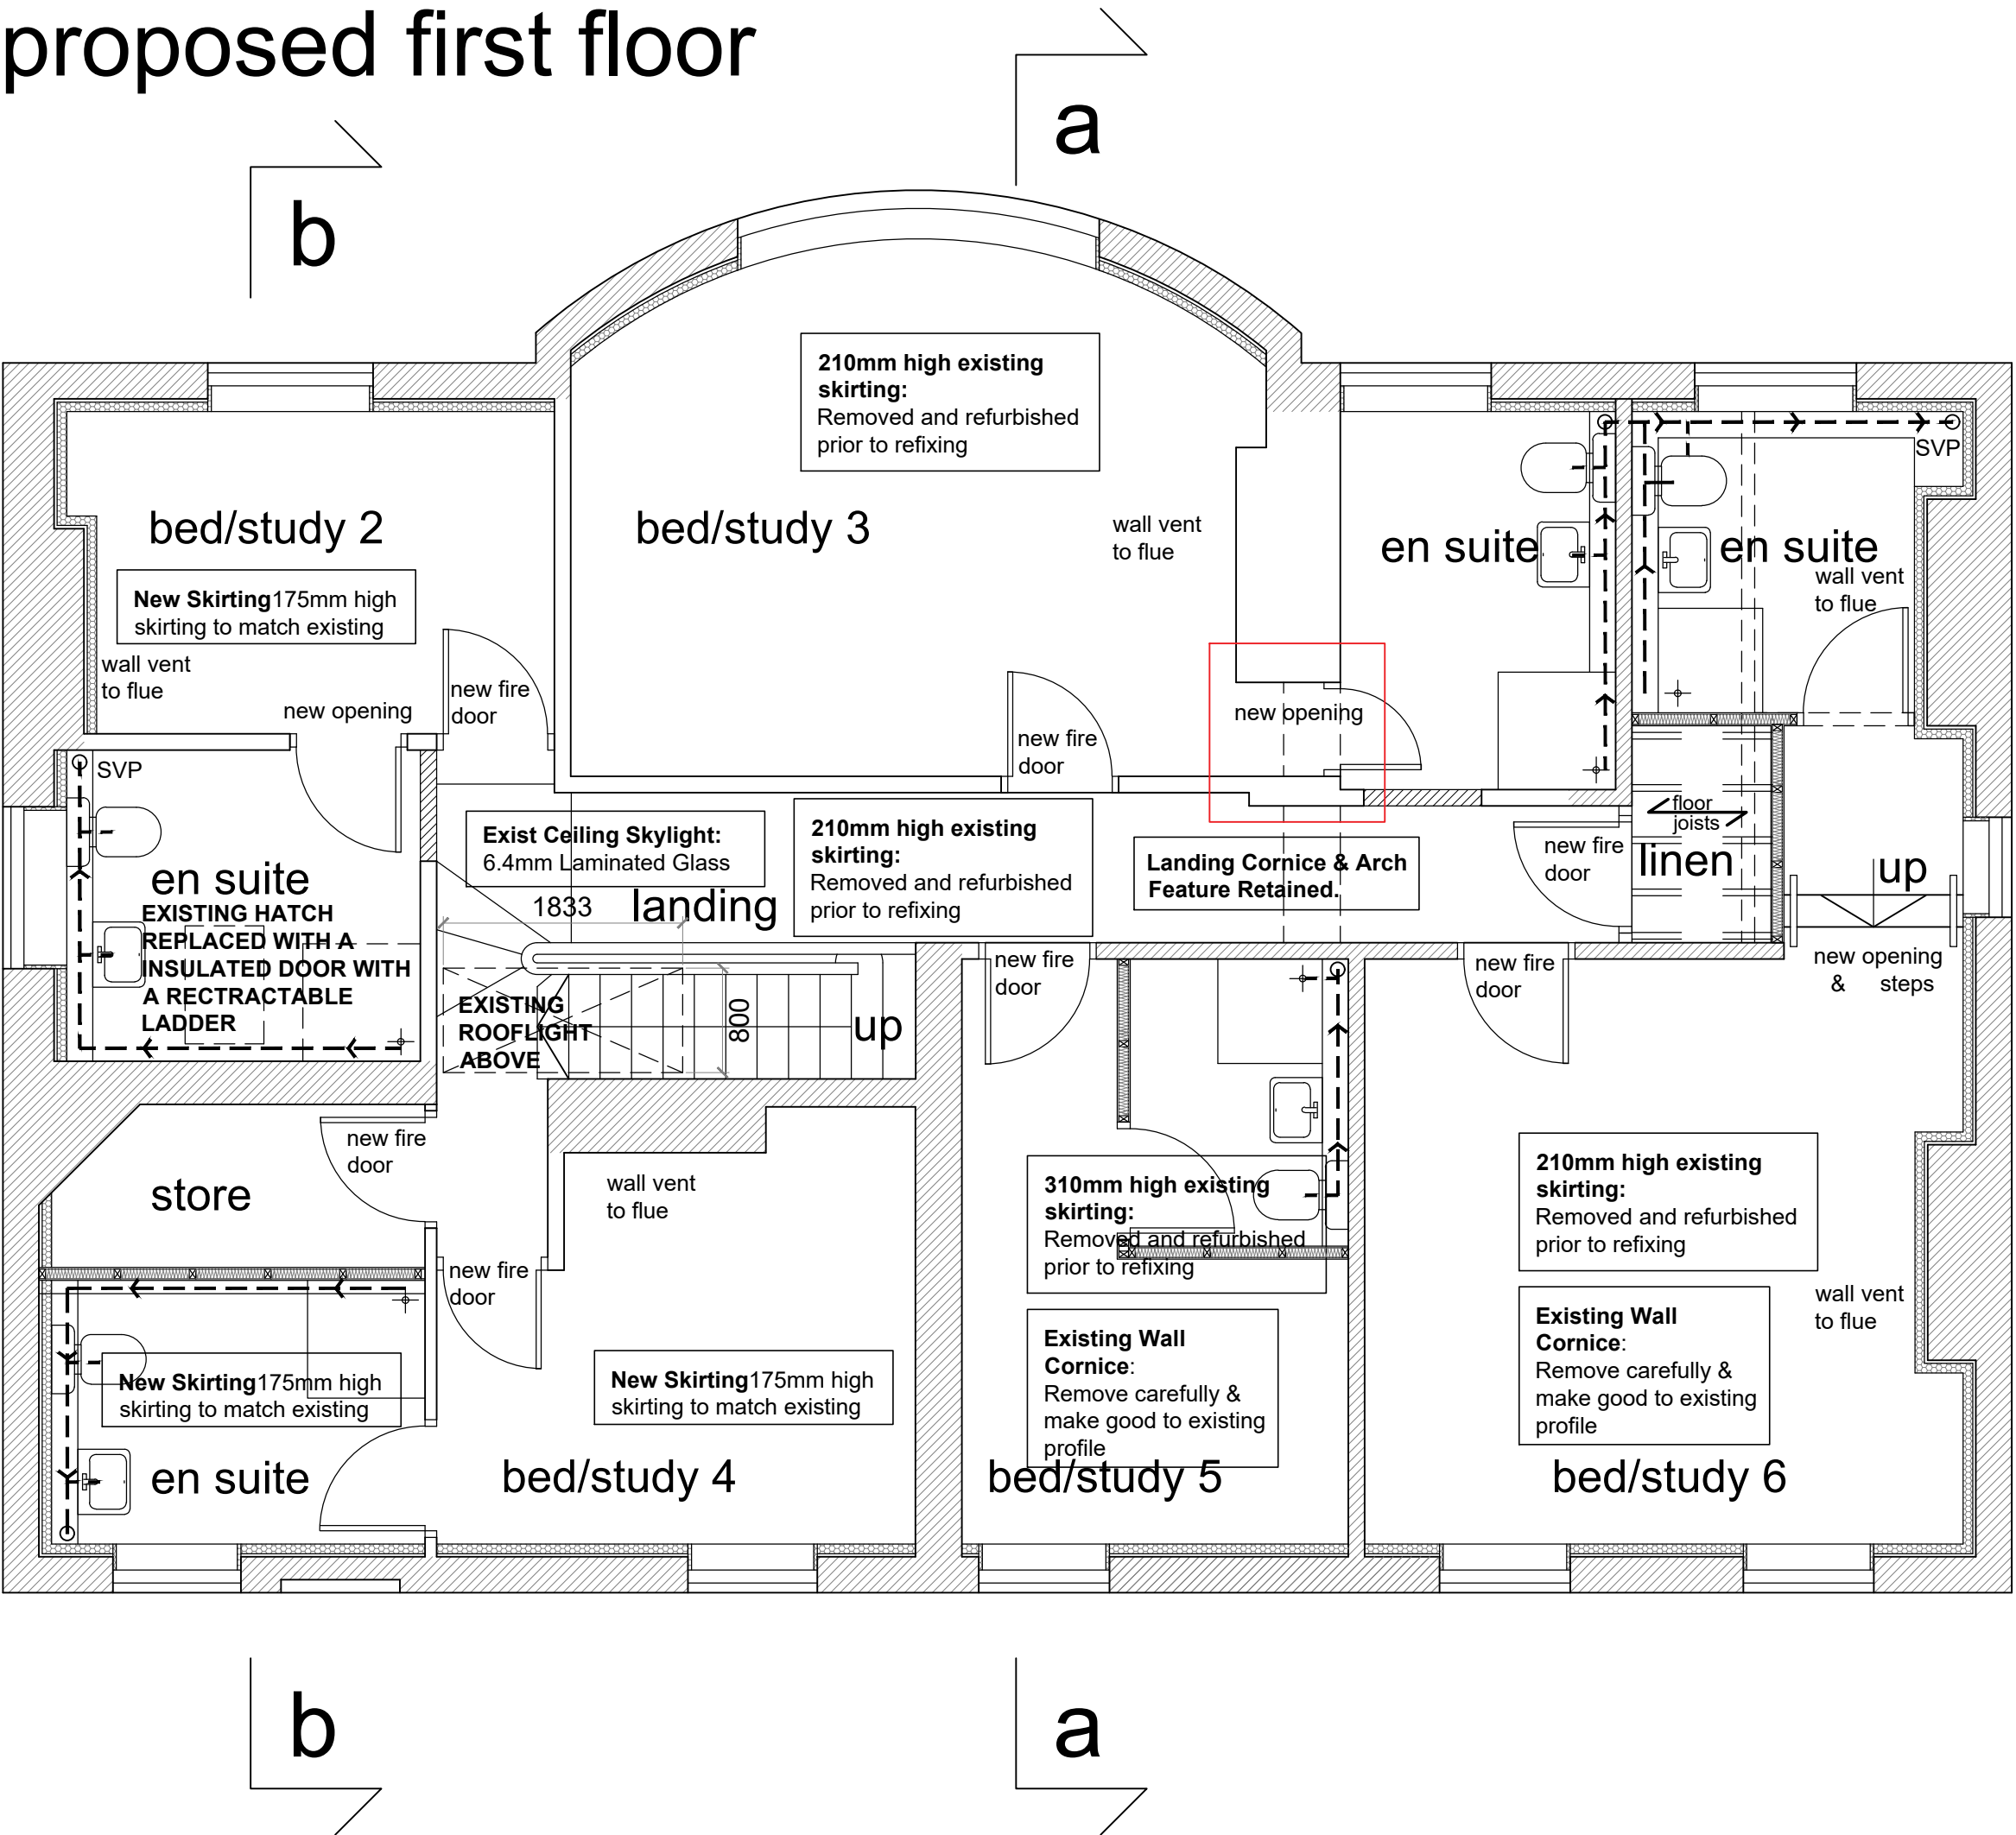 proposed first floor
a
b
210mm high existing
skirting:
Removed and refurbished
prior to refixing
SVP
bed/study 2
bed/study 3
wall vent
to flue
en suite
en suite
wall vent
to flue
New Skirting175mm high
skirting to match existing
wall vent
to flue
new fire
door
new opening
new opening
new fire
door
SVP
floor
joists
Exist Ceiling Skylight:
6.4mm Laminated Glass
210mm high existing
skirting:
Removed and refurbished
prior to refixing
Landing Cornice & Arch
Feature Retained.
new fire
door
linen
up
en suite
1833
landing
EXISTING HATCH
REPLACED WITH A
INSULATED DOOR WITH
A RECTRACTABLE
LADDER
new opening
& steps
new fire
door
new fire
door
EXISTING
ROOFLIGHT
ABOVE
800
up
new fire
door
store
wall vent
to flue
310mm high existing
skirting:
Removed and refurbished
prior to refixing
210mm high existing
skirting:
Removed and refurbished
prior to refixing
new fire
door
wall vent
to flue
Existing Wall
Cornice:
Remove carefully &
make good to existing
profile
Existing Wall
Cornice:
Remove carefully &
make good to existing
profile
New Skirting175mm high
skirting to match existing
New Skirting175mm high
skirting to match existing
en suite
bed/study 4
bed/study 5
bed/study 6
b
a